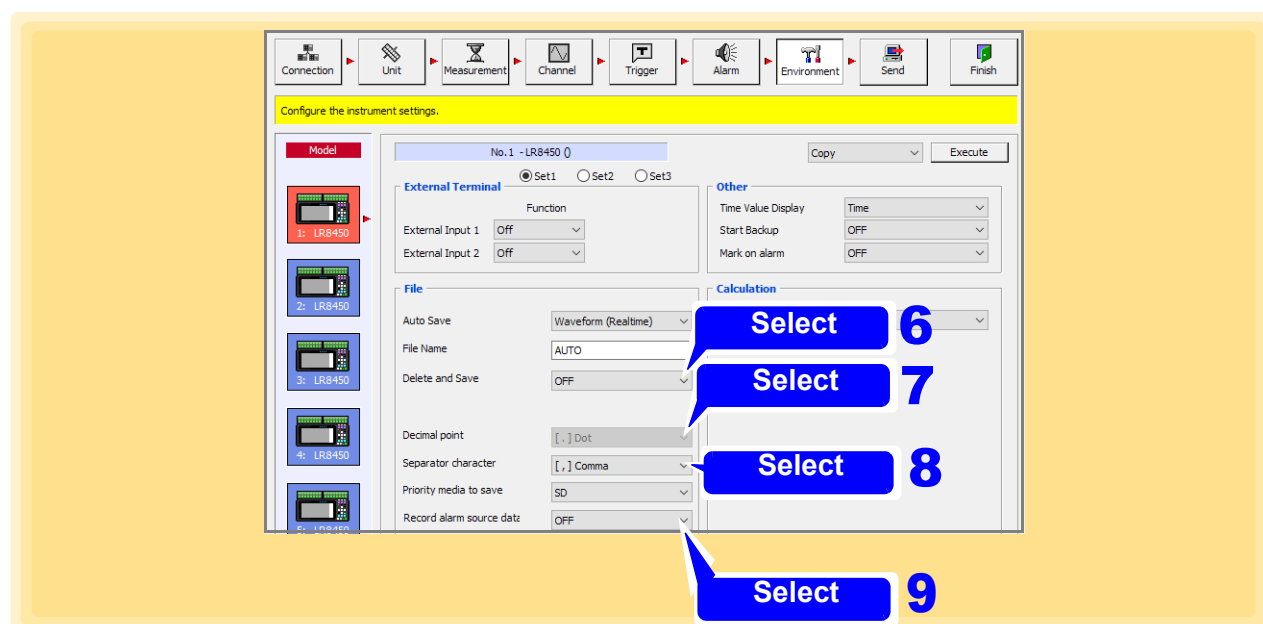 Connection
Unit
Measurement
Channel
Trigger
Alarm
Environment
Send
Finish
Configure the instrument settings.
Model
No. 1 - LR8450 ()
Copy
Execute
Set1 Set2 Set3
1: LR8450
2: LR8450
3: LR8450
4: LR8450
5: LR8450
External Terminal
Function
External Input 1 Off
External Input 2 Off
Other
Time Value Display Time
Start Backup OFF
Mark on alarm OFF
File
Auto Save Waveform (Realtime)
File Name AUTO
Delete and Save OFF
Decimal point [ . ] Dot
Separator character [ , ] Comma
Priority media to save SD
Record alarm source data OFF
Calculation
Select 6
Select 7
Select 8
Select 9